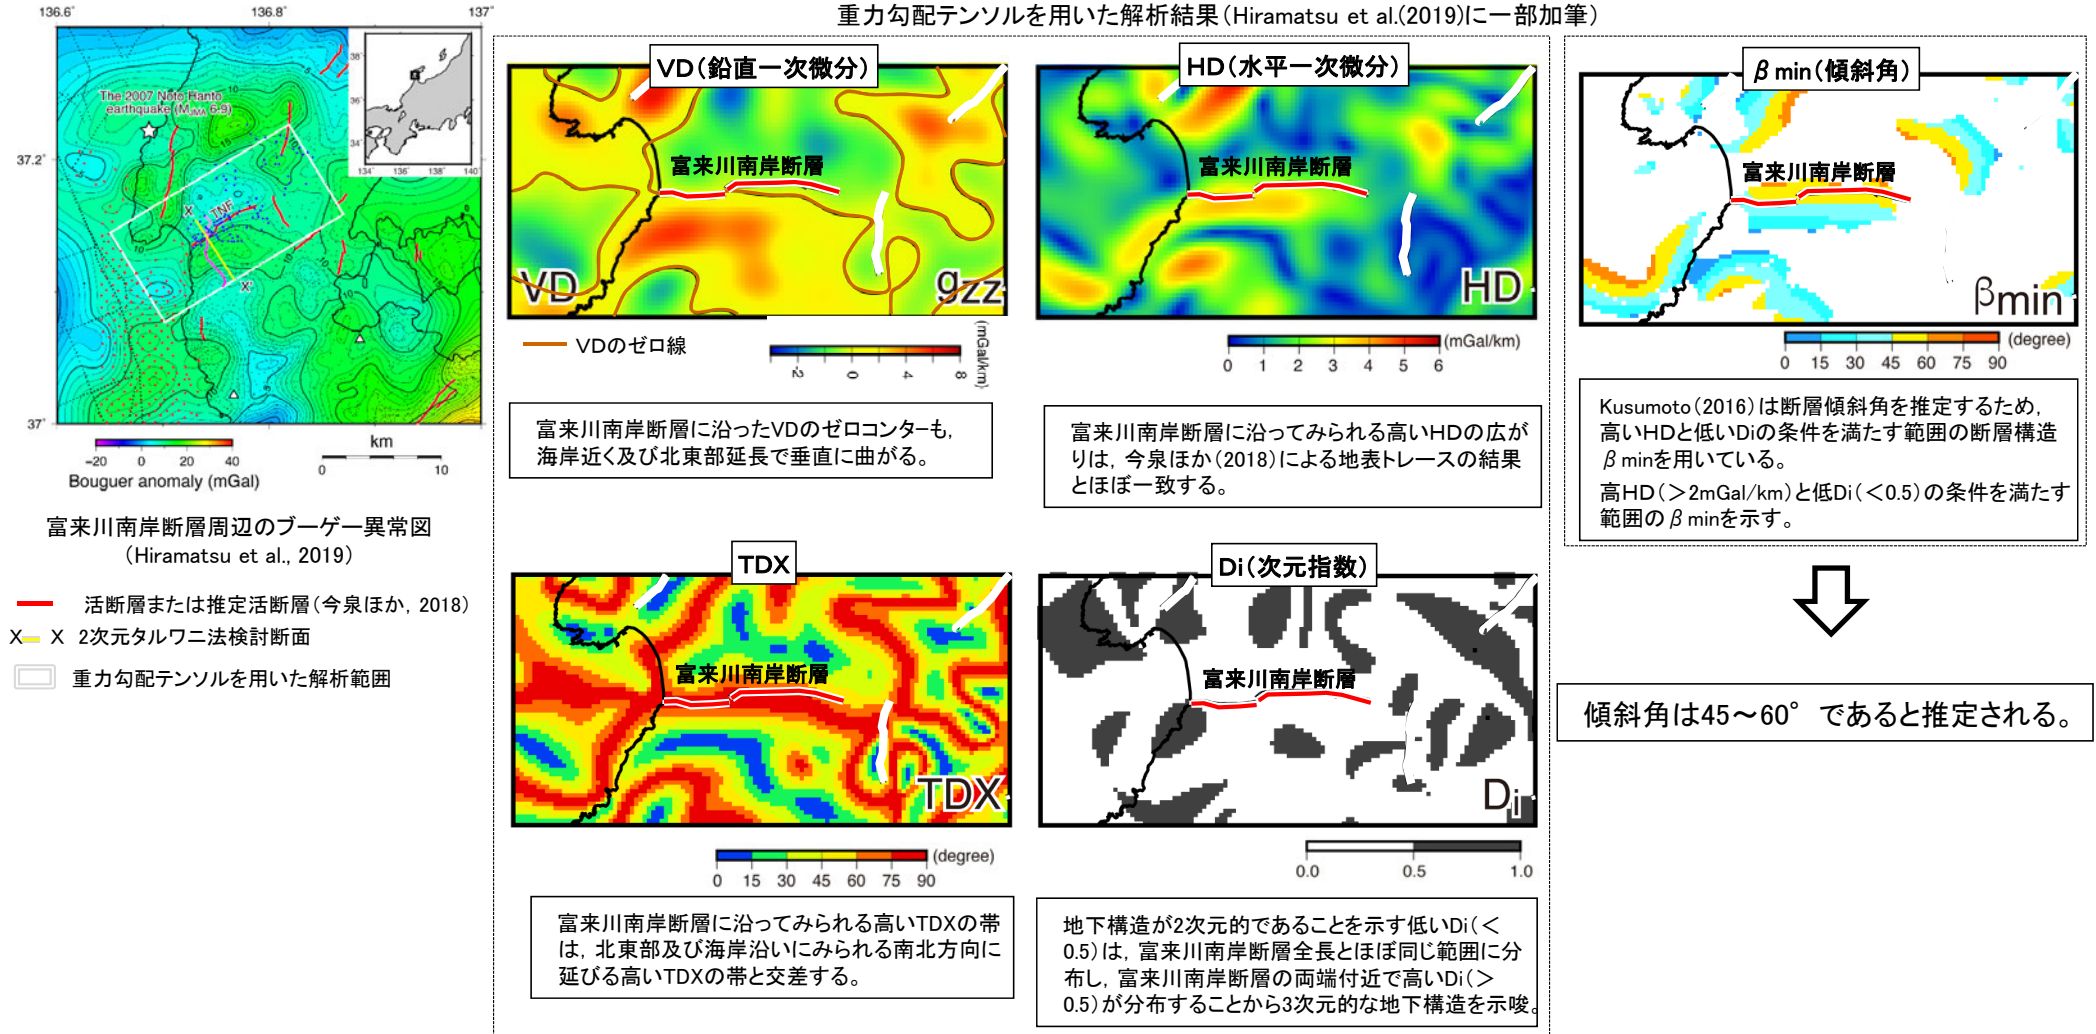 重力勾配テンソルを用いた解析結果(Hiramatsu et al.(2019)に一部加筆)
136.6°
136.8°
137°
37.2°
37°
The 2007 Noto Hanto
earthquake (MJMA 6.9)
TNF
X
X'
38°
36°
34°
134°
136°
138°
140°
−20
0
20
40
Bouguer anomaly (mGal)
km
0
10
富来川南岸断層周辺のブーゲー異常図
(Hiramatsu et al., 2019)
活断層または推定活断層(今泉ほか, 2018)
X X 2次元タルワニ法検討断面
重力勾配テンソルを用いた解析範囲
VD(鉛直一次微分)
富来川南岸断層
VD
gzz
VDのゼロ線
-2
0
4
8
(mGal/km)
富来川南岸断層に沿ったVDのゼロコンターも,
海岸近く及び北東部延長で垂直に曲がる。
HD(水平一次微分)
富来川南岸断層
HD
0 1 2 3 4 5 6
(mGal/km)
富来川南岸断層に沿ってみられる高いHDの広が
りは, 今泉ほか(2018)による地表トレースの結果
とほぼ一致する。
βmin(傾斜角)
富来川南岸断層
βmin
0 15 30 45 60 75 90
(degree)
Kusumoto(2016)は断層傾斜角を推定するため,
高いHDと低いDiの条件を満たす範囲の断層構造
βminを用いている。
高HD(>2mGal/km)と低Di(<0.5)の条件を満たす
範囲のβminを示す。
TDX
富来川南岸断層
TDX
0 15 30 45 60 75 90
(degree)
富来川南岸断層に沿ってみられる高いTDXの帯
は, 北東部及び海岸沿いにみられる南北方向に
延びる高いTDXの帯と交差する。
Di(次元指数)
富来川南岸断層
Di
0.0 0.5 1.0
地下構造が2次元的であることを示す低いDi(<
0.5)は, 富来川南岸断層全長とほぼ同じ範囲に分
布し, 富来川南岸断層の両端付近で高いDi(>
0.5)が分布することから3次元的な地下構造を示唆。
傾斜角は45~60°であると推定される。